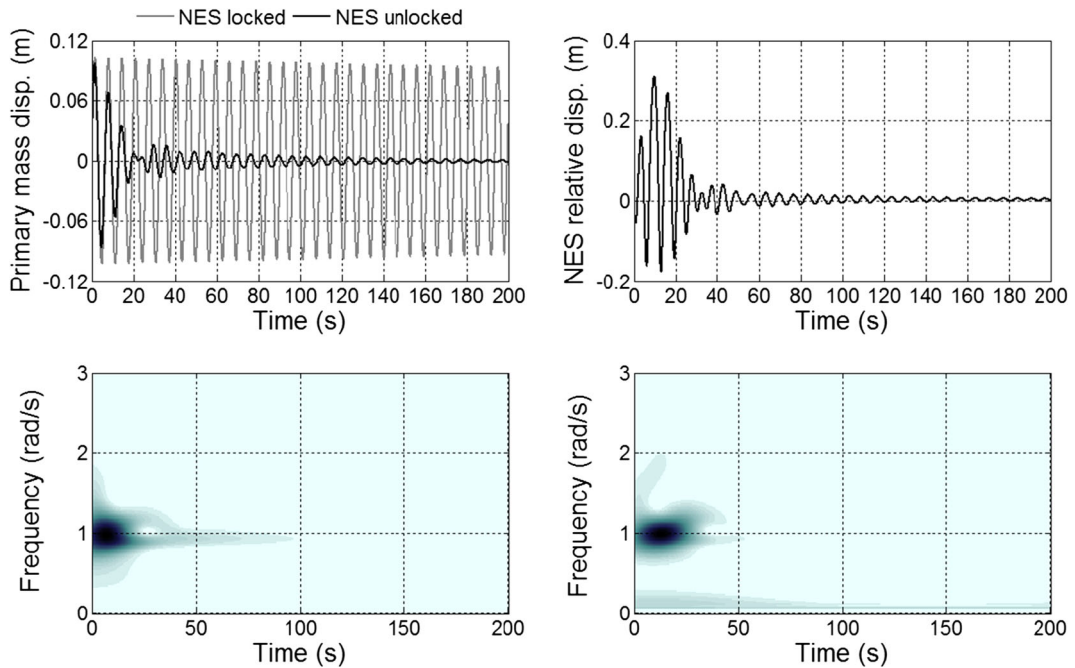 NES locked NES unlocked
Primary mass disp. (m)
0.12
0.06
0
-0.06
-0.12
0 20 40 60 80 100 120 140 160 180 200
Time (s)
NES relative disp. (m)
0.4
0.2
0
-0.2
0 20 40 60 80 100 120 140 160 180 200
Time (s)
Frequency (rad/s)
3
2
1
0
0 50 100 150 200
Time (s)
Frequency (rad/s)
3
2
1
0
0 50 100 150 200
Time (s)